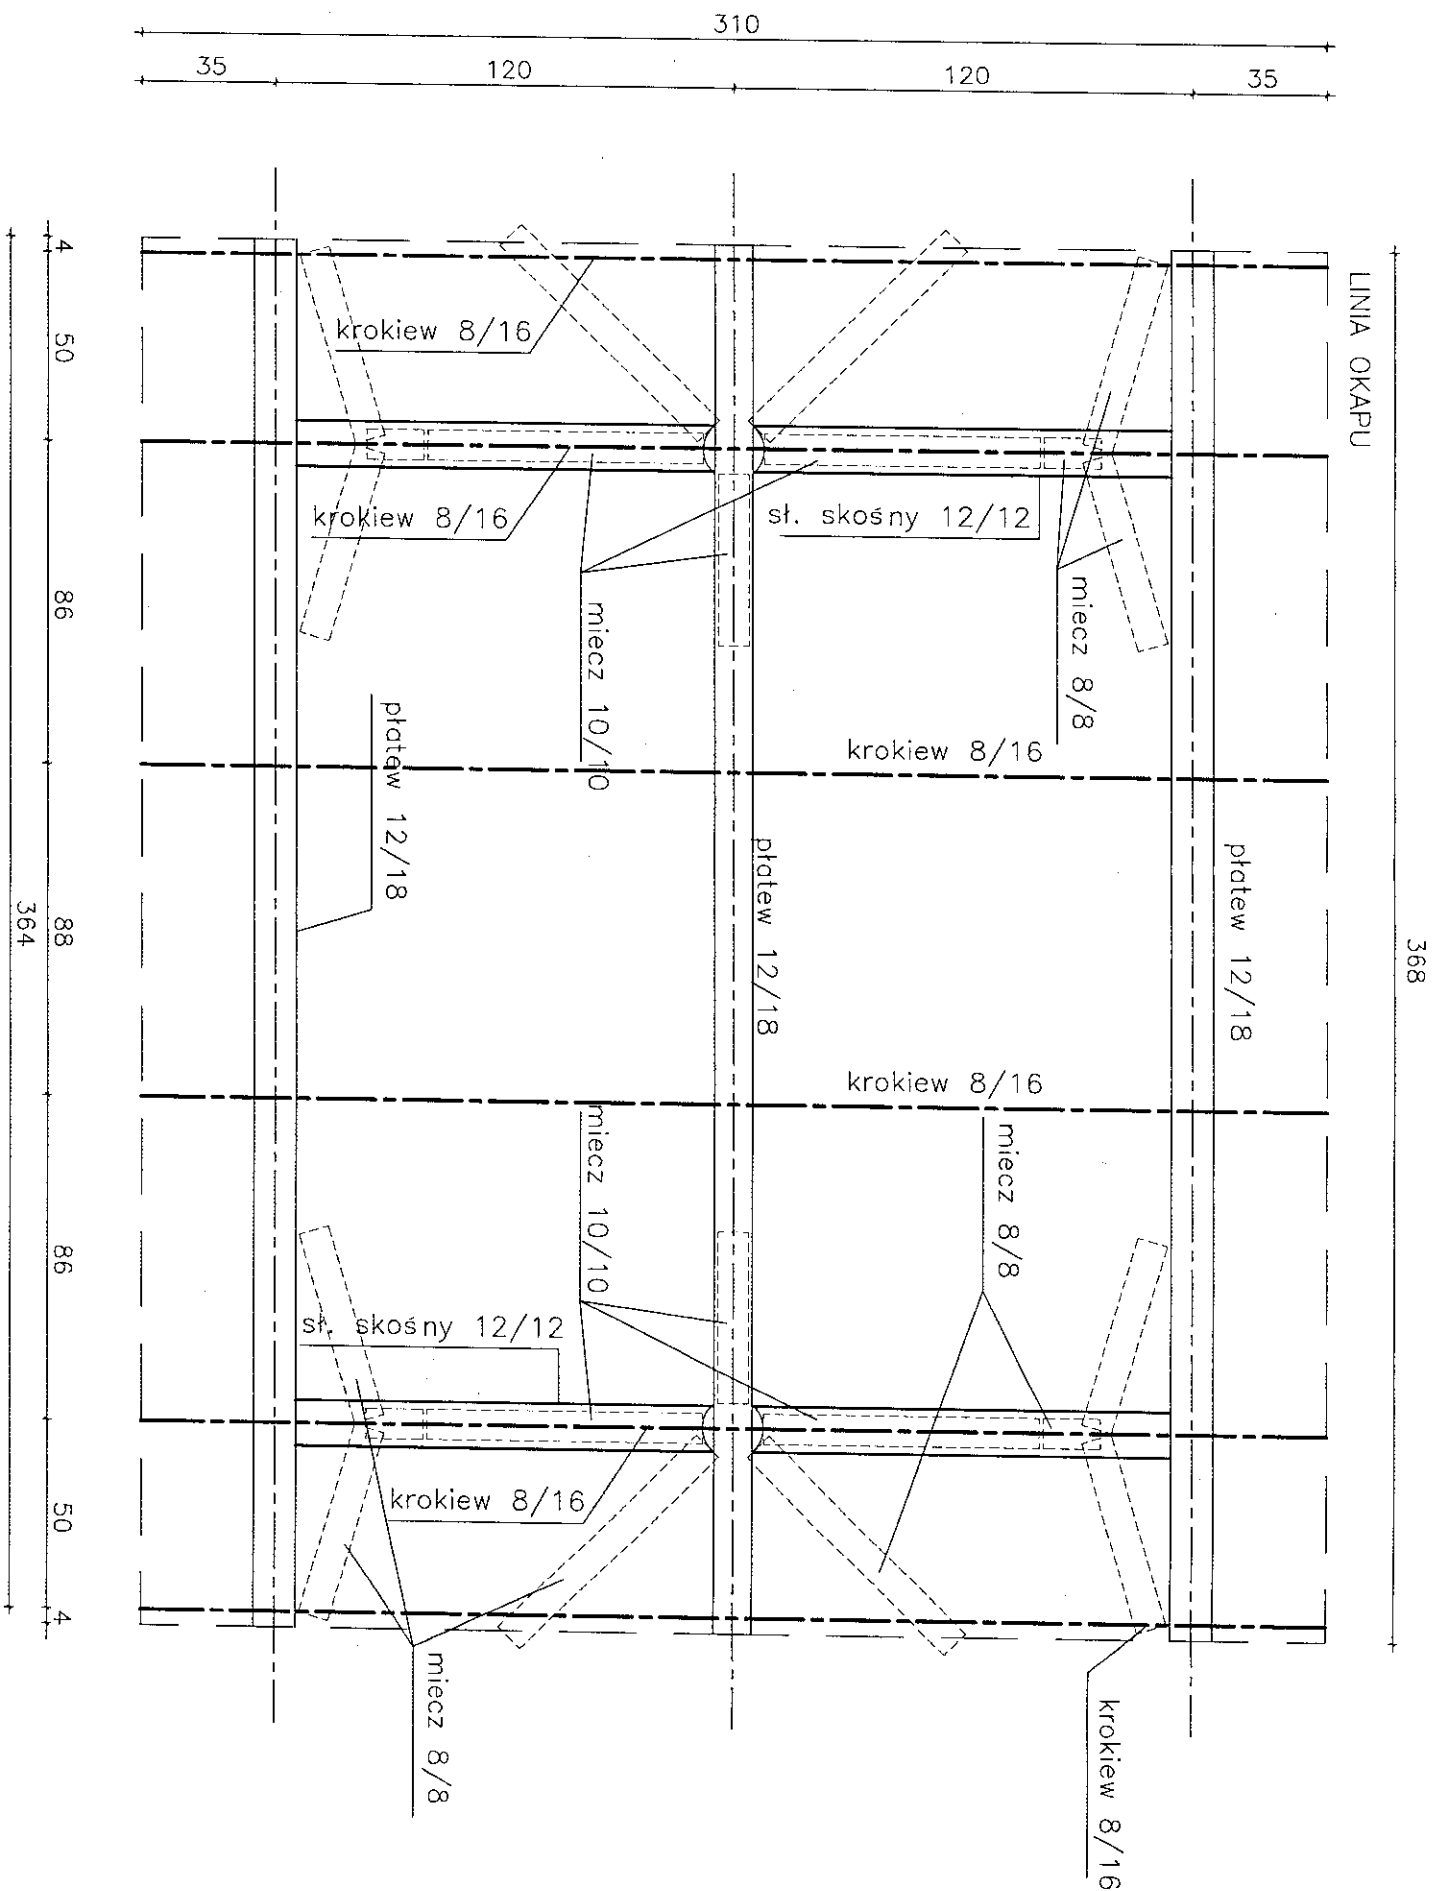 310
35
120
120
35
LINIA OKAPU
4
50
86
88
86
50
4
364
368
krokiew 8/16
krokiew 8/16
sł. skośny 12/12
miecz 10/10
miecz 8/8
krokiew 8/16
płatew 12/18
płatew 12/18
płatew 12/18
krokiew 8/16
miecz 10/10
miecz 8/8
sł. skośny 12/12
krokiew 8/16
miecz 8/8
krokiew 8/16